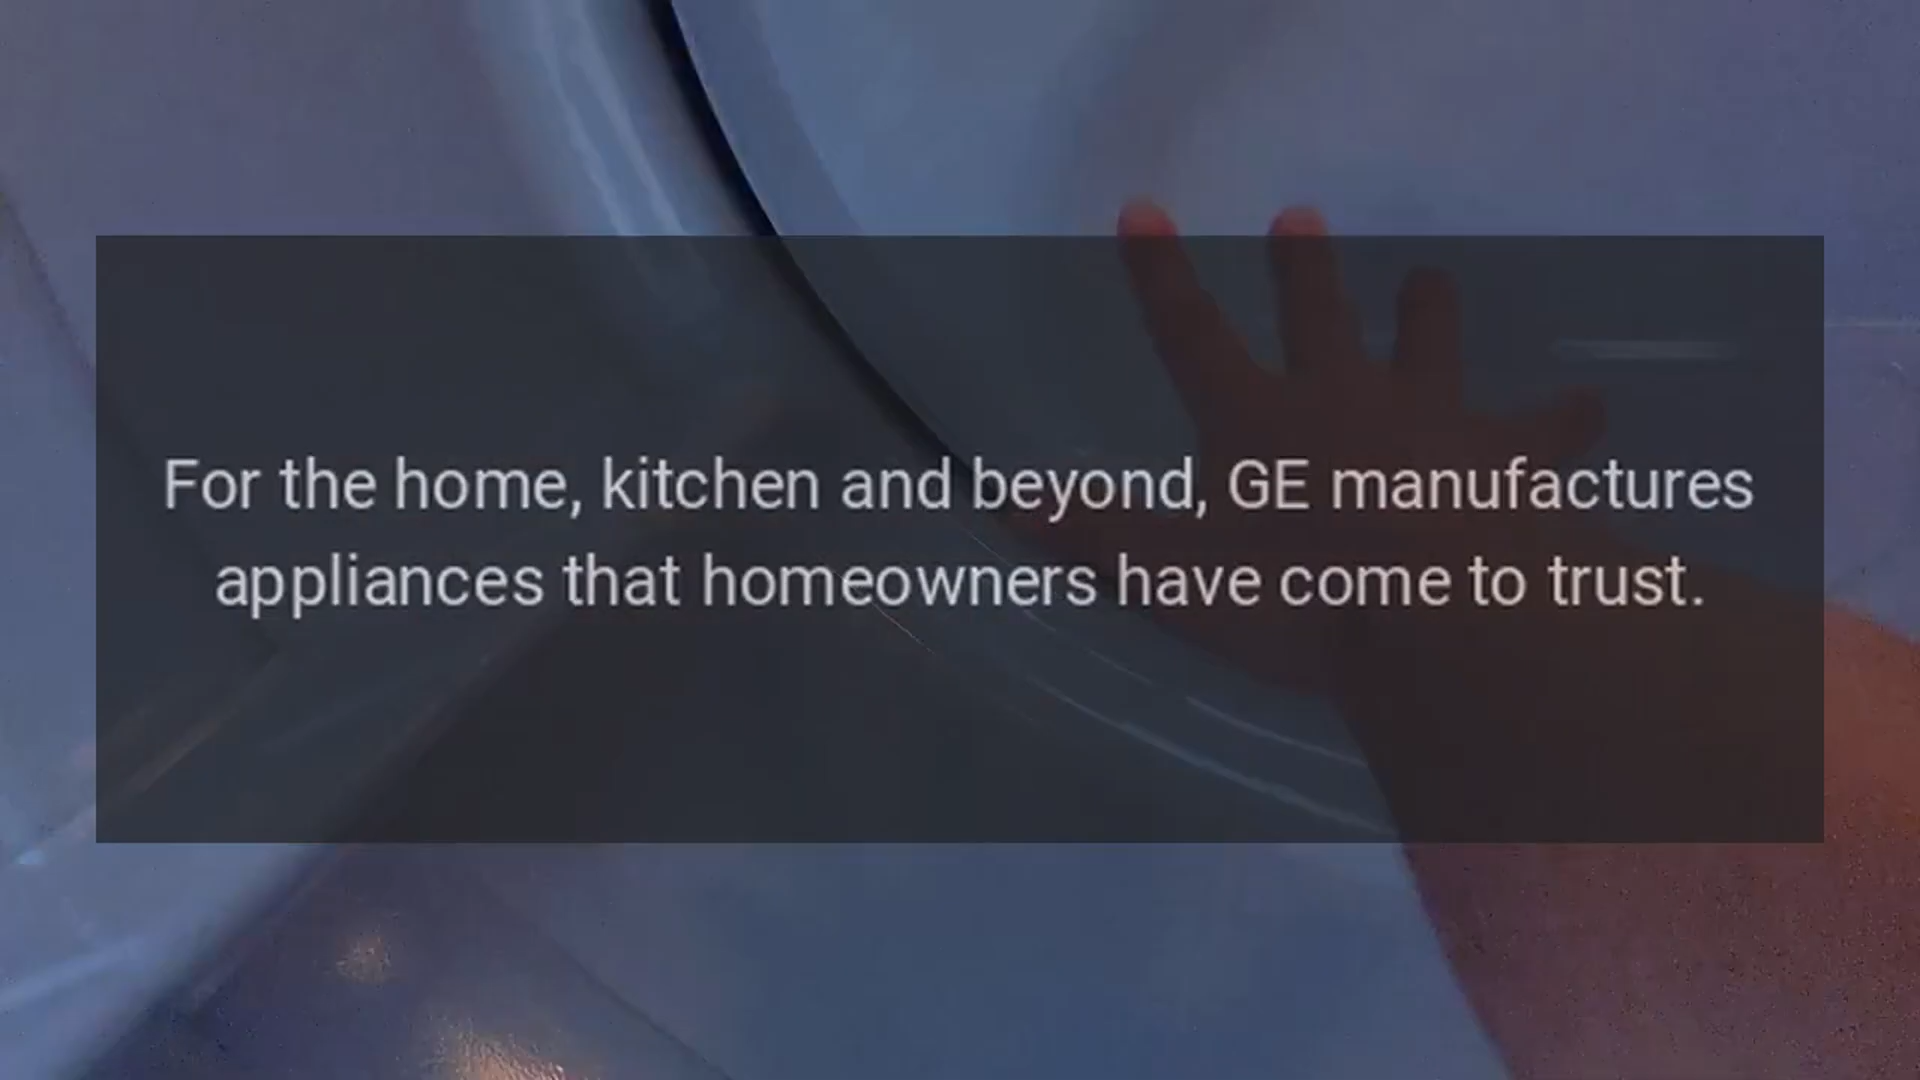 For the home, kitchen and beyond, GE manufactures
appliances that homeowners have come to trust.